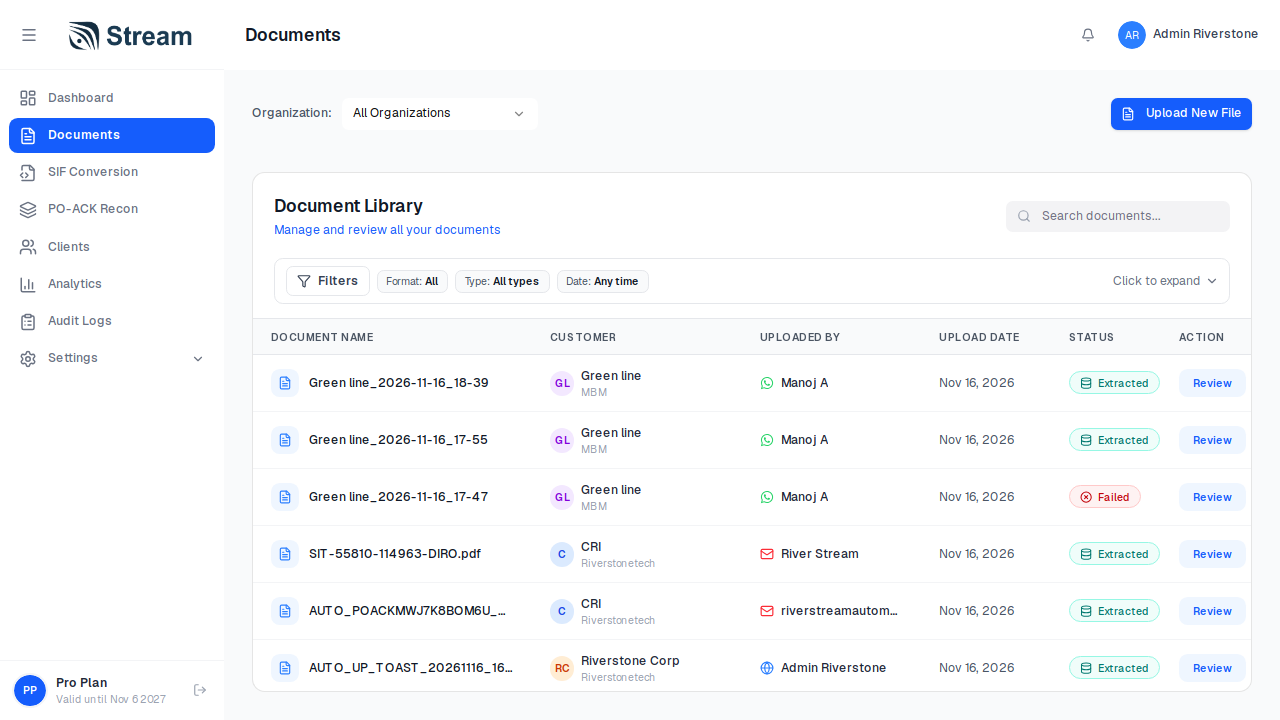 Stream
Documents
AR Admin Riverstone
Dashboard
Documents
SIF Conversion
PO-ACK Recon
Clients
Analytics
Audit Logs
Settings
PP
Pro Plan
Valid until Nov 6 2027
Organization: All Organizations
Upload New File
Document Library
Manage and review all your documents
Search documents...
Filters Format: All Type: All types Date: Any time Click to expand
DOCUMENT NAME CUSTOMER UPLOADED BY UPLOAD DATE STATUS ACTION
Green line_2026-11-16_18-39 GL Green line Manoj A Nov 16, 2026 Extracted Review
MBM
Green line_2026-11-16_17-55 GL Green line Manoj A Nov 16, 2026 Extracted Review
MBM
Green line_2026-11-16_17-47 GL Green line Manoj A Nov 16, 2026 Failed Review
MBM
SIT-55810-114963-DIRO.pdf C CRI River Stream Nov 16, 2026 Extracted Review
Riverstonetech
AUTO_POACKMWJ7K8BOM6U_... C CRI riverstreamautom... Nov 16, 2026 Extracted Review
Riverstonetech
AUTO_UP_TOAST_20261116_16... RC Riverstone Corp Admin Riverstone Nov 16, 2026 Extracted Review
Riverstonetech